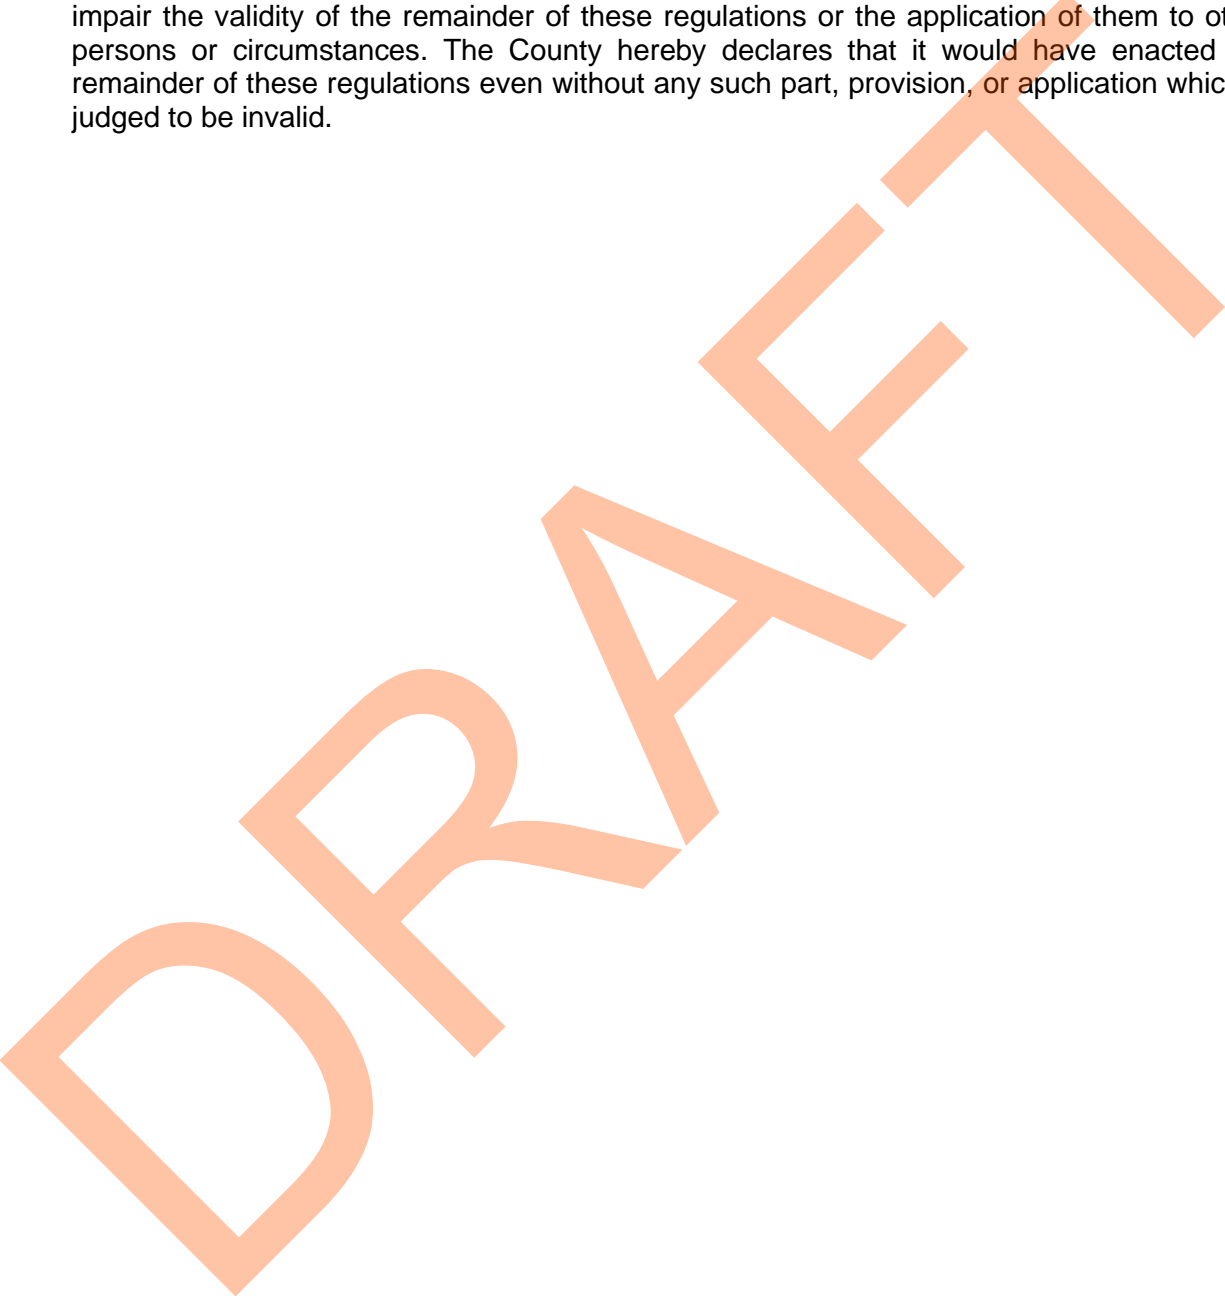 impair the validity of the remainder of these regulations or the application of them to
persons or circumstances. The County hereby declares that it would have enacted
remainder of these regulations even without any such part, provision, or application
judged to be invalid.
DRAFT